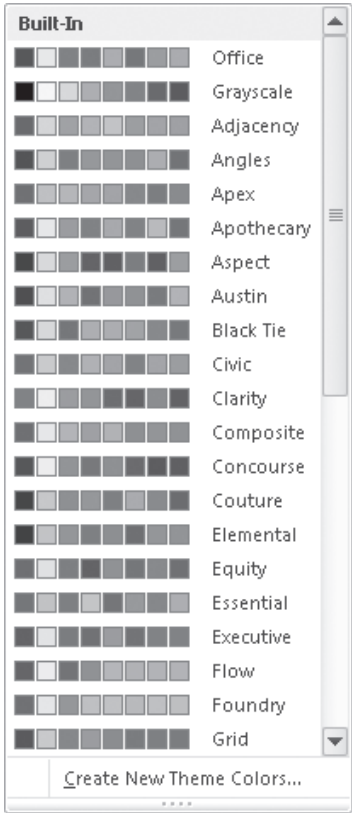 Built-In
Office
Grayscale
Adjacency
Angles
Apex
Apothecary
Aspect
Austin
Black Tie
Civic
Clarity
Composite
Concourse
Couture
Elemental
Equity
Essential
Executive
Flow
Foundry
Grid
Create New Theme Colors...